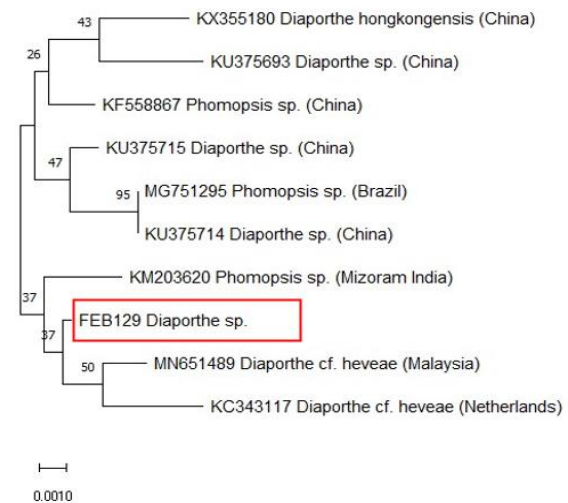 43
KX355180 Diaporthe hongkongensis (China)
26
KU375693 Diaporthe sp. (China)
KF558867 Phomopsis sp. (China)
KU375715 Diaporthe sp. (China)
47
95
MG751295 Phomopsis sp. (Brazil)
KU375714 Diaporthe sp. (China)
KM203620 Phomopsis sp. (Mizoram India)
37
FEB129 Diaporthe sp.
37
MN651489 Diaporthe cf. heveae (Malaysia)
50
KC343117 Diaporthe cf. heveae (Netherlands)
0.0010